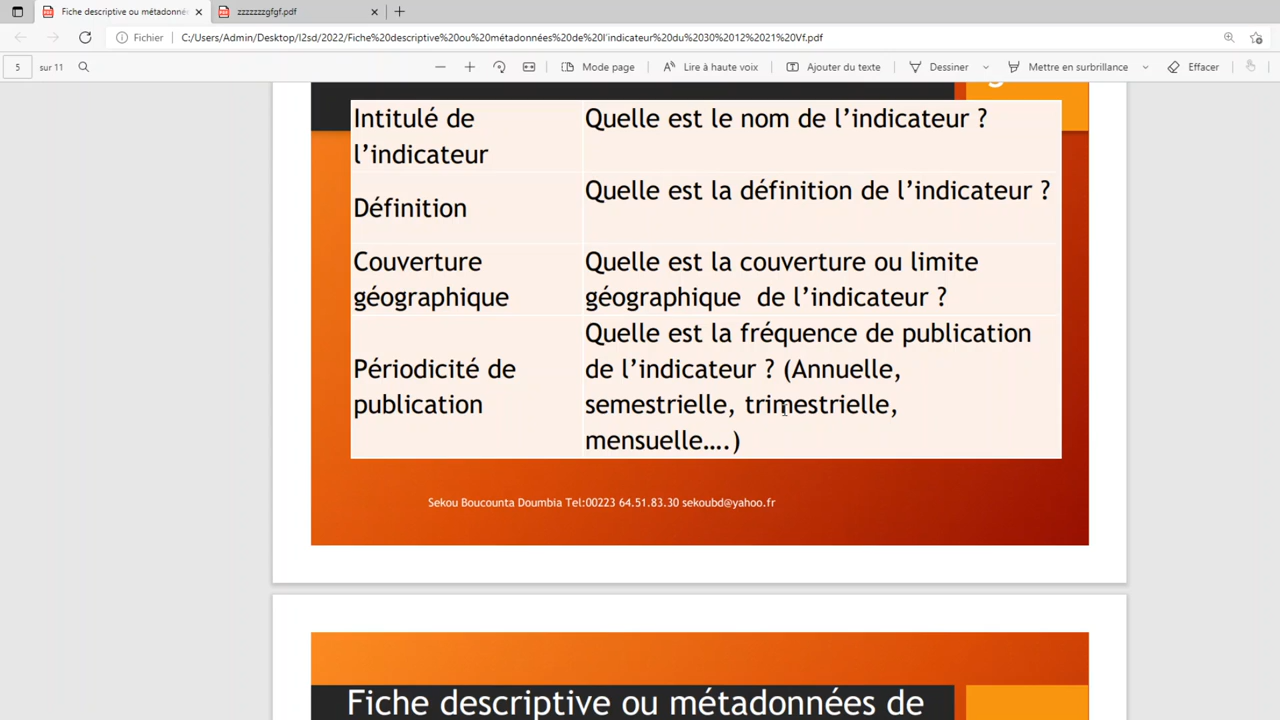 Fiche descriptive ou métadonné
zzzzzzzgfgf.pdf
Fichier
C:/Users/Admin/Desktop/I2sd/2022/Fiche%20descriptive%20ou%20métadonnées%20de%20l'indicateur%20du%2030%2012%2021%20Vf.pdf
5 sur 11
Mode page
Lire à haute voix
Ajouter du texte
Dessiner
Mettre en surbrillance
Effacer
Intitulé de
l’indicateur
Quelle est le nom de l’indicateur ?
Définition
Quelle est la définition de l’indicateur ?
Couverture
géographique
Quelle est la couverture ou limite
géographique de l’indicateur ?
Périodicité de
publication
Quelle est la fréquence de publication
de l’indicateur ? (Annuelle,
semestrielle, trimestrielle,
mensuelle….)
Sekou Boucounta Doumbia Tel:00223 64.51.83.30 sekoubd@yahoo.fr
Fiche descriptive ou métadonnées de